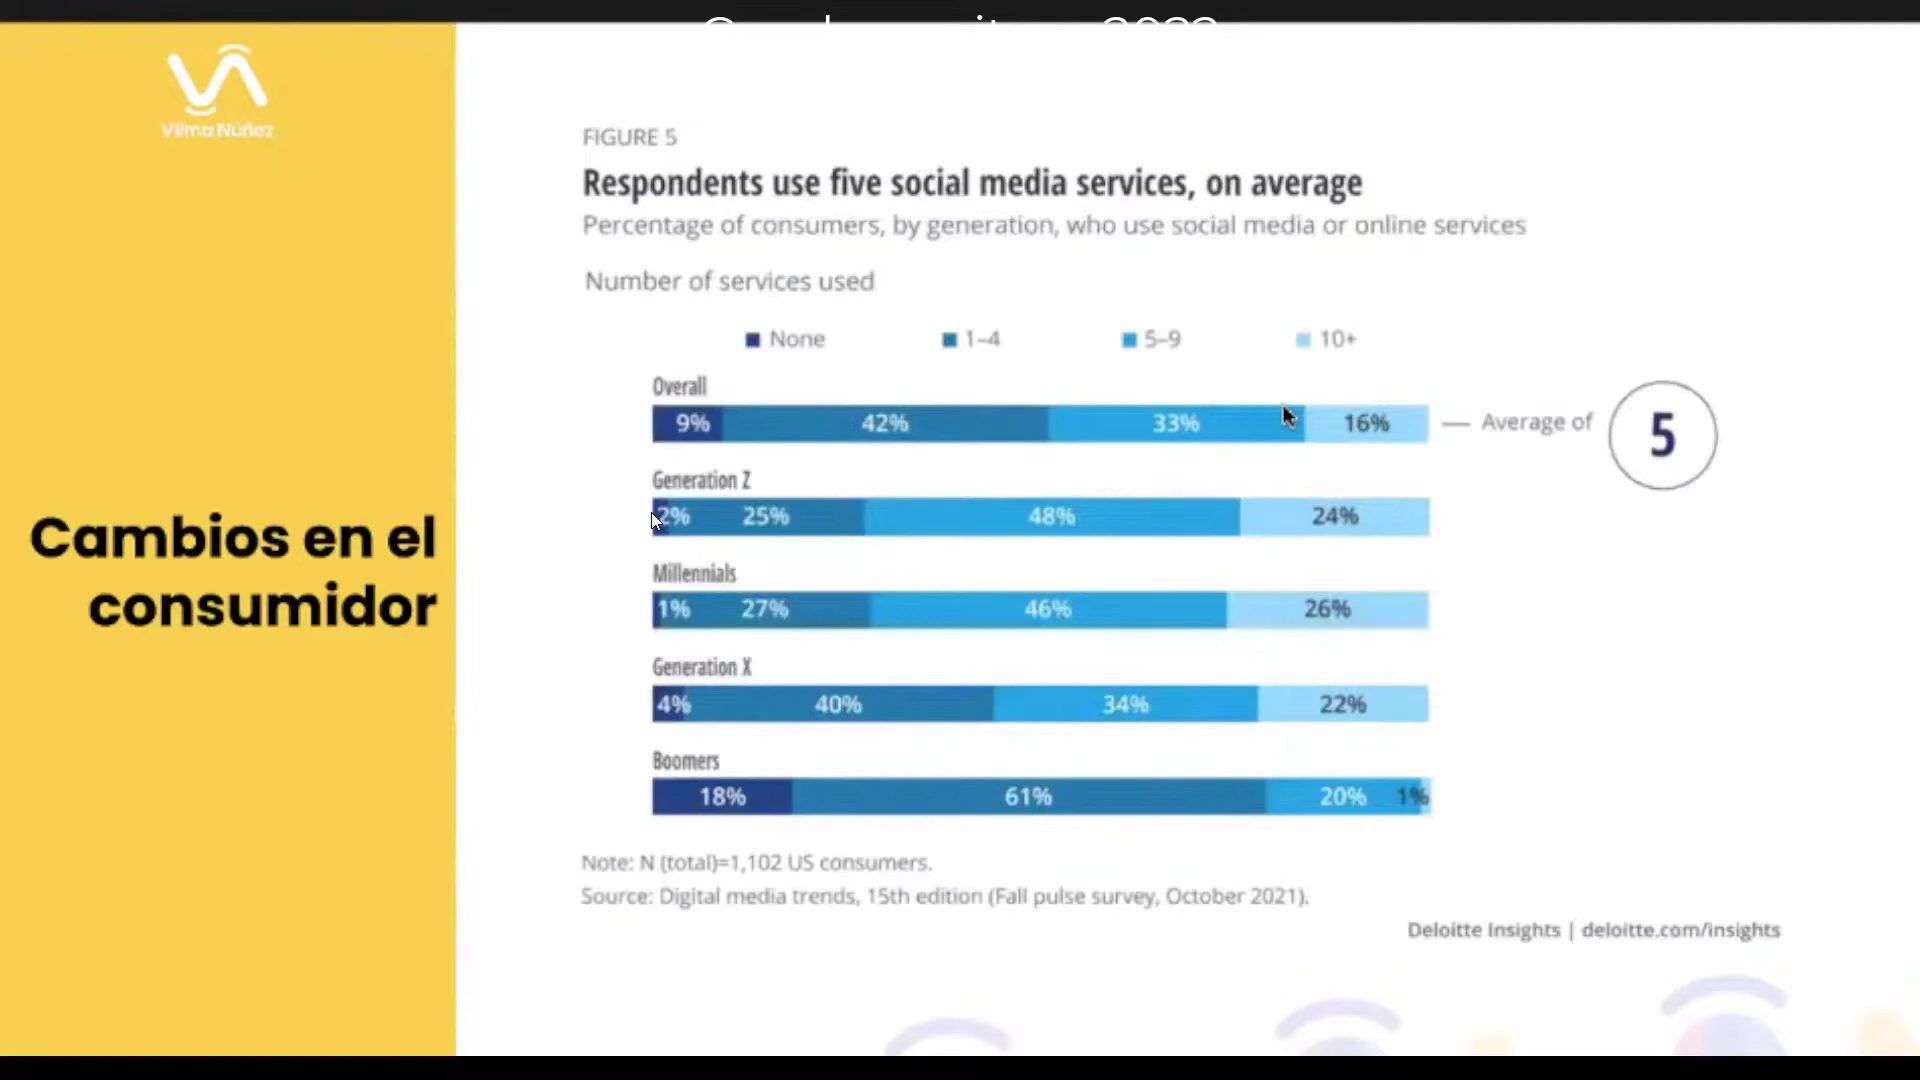 Vilma Núñez
Cambios en el
consumidor
FIGURE 5
Respondents use five social media services, on average
Percentage of consumers, by generation, who use social media or online services
Number of services used
None 1–4 5–9 10+
Overall
9% 42% 33% 16% Average of 5
Generation Z
2% 25% 48% 24%
Millennials
1% 27% 46% 26%
Generation X
4% 40% 34% 22%
Boomers
18% 61% 20% 1%
Note: N (total)=1,102 US consumers.
Source: Digital media trends, 15th edition (Fall pulse survey, October 2021).
Deloitte Insights | deloitte.com/insights